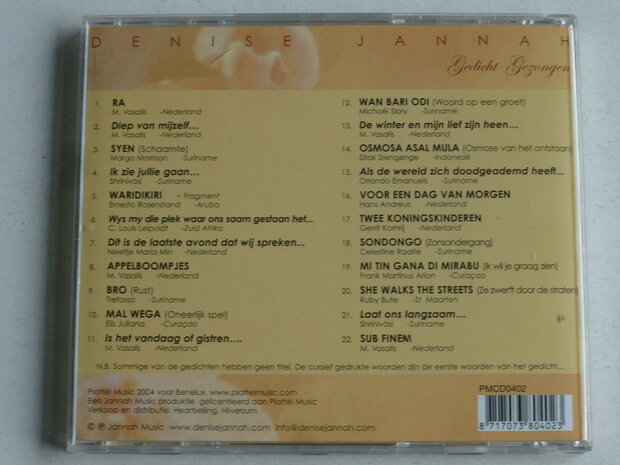 DENISE JANNAH
Gedicht Gezongen
1. RA
M. Vasalis -Nederland
2. Diep van mijzelf...
M. Vasalis -Nederland
3. SYEN (Schaamte)
Margo Morrison -Suriname
4. Ik zie jullie gaan...
Shrinivási -Suriname
5. WARIDIKIRI - Fragment
Ernesto Rosenstand -Aruba
6. Wys my die plek waar ons saam gestaan het...
C. Louis Leipoldt -Zuid Afrika
7. Dit is de laatste avond dat wij spreken...
Neeltje Maria Min -Nederland
8. APPELBOOMPJES
M. Vasalis -Nederland
9. BRO (Rust)
Trefossa -Suriname
10. MAL WEGA (Oneerlijk spel)
Elis Juliana -Curaçao
11. Is het vandaag of gistren....
M. Vasalis -Nederland
12. WAN BARI ODI (Woord op een groet)
Michaël Slory -Suriname
13. De winter en mijn lief zijn heen...
M. Vasalis -Nederland
14. OSMOSA ASAL MULA (Osmose van het ontstaan)
Sitok Srengenge -Indonesië
15. Als de wereld zich doodgeademd heeft...
Orlando Emanuels -Suriname
16. VOOR EEN DAG VAN MORGEN
Hans Andreus -Nederland
17. TWEE KONINGSKINDEREN
Gerrit Komrij -Nederland
18. SONDONGO (Zonsondergang)
Celestine Raalte -Suriname
19. MI TIN GANA DI MIRABU (Ik wil je graag zien)
Frank Martinus Arion -Curaçao
20. SHE WALKS THE STREETS (Ze zwerft door de straten)
Ruby Bute -St. Maarten
21. Laat ons langzaam...
Shrinivási -Suriname
22. SUB FINEM
M. Vasalis -Nederland
N.B. Sommige van de gedichten hebben geen titel. De cursief gedrukte woorden zijn de eerste woorden van het gedicht...
Plattèl Music 2004 voor Benelux, www.plattelmusic.com
Een Jannah Music produktie, gelicentieerd aan Plattèl Music
Verkoop en distributie: Heartselling, Hilversum
© ℗ Jannah Music www.denisejannah.com info@denisejannah.com
PMCD0402
8 717073 804023